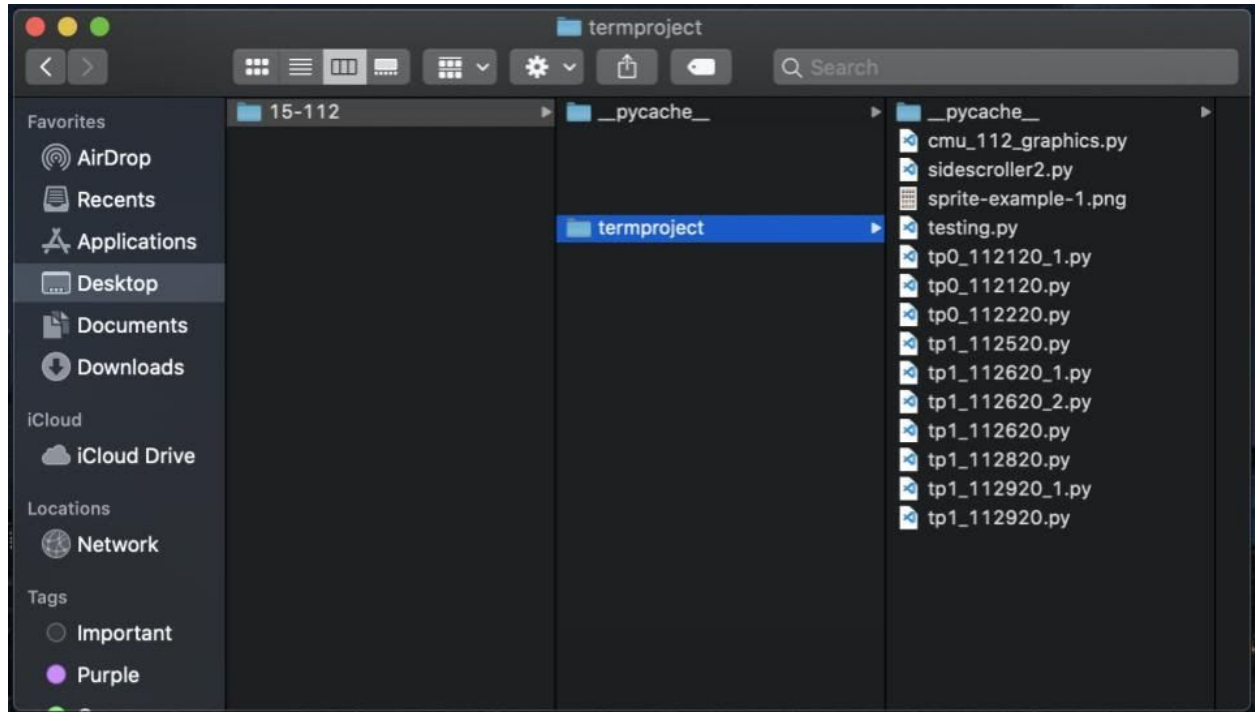 termproject
Search
Favorites
AirDrop
Recents
Applications
Desktop
Documents
Downloads
iCloud
iCloud Drive
Locations
Network
Tags
Important
Purple
15-112
__pycache__
termproject
__pycache__
cmu_112_graphics.py
sidescroller2.py
sprite-example-1.png
testing.py
tp0_112120_1.py
tp0_112120.py
tp0_112220.py
tp1_112520.py
tp1_112620_1.py
tp1_112620_2.py
tp1_112620.py
tp1_112820.py
tp1_112920_1.py
tp1_112920.py